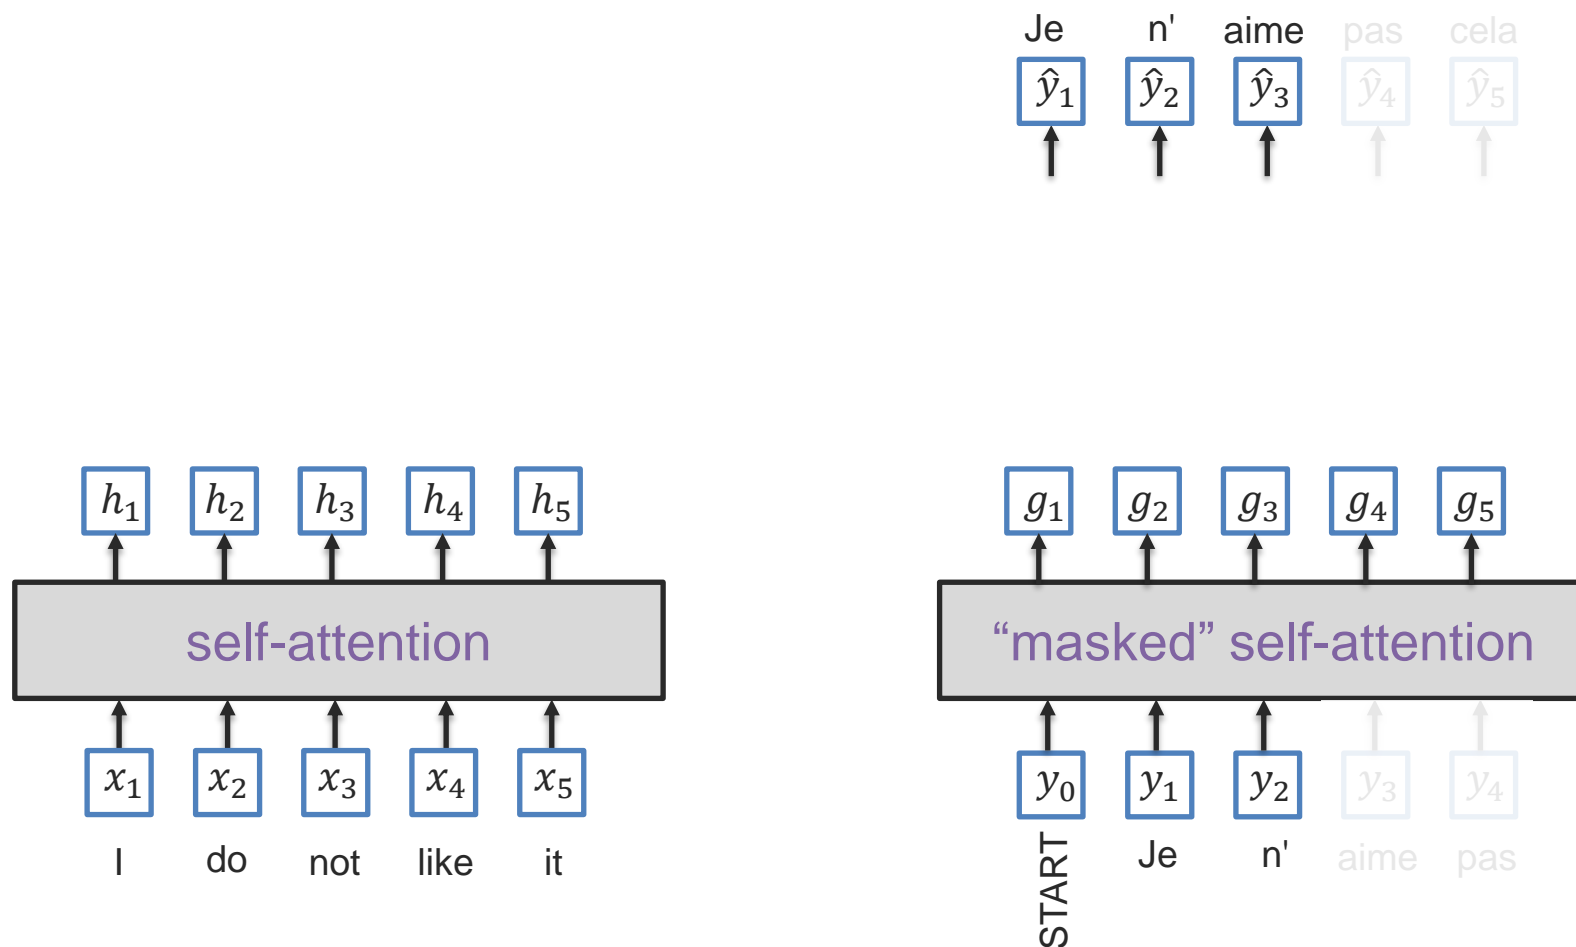 Je n' aime pas cela
ŷ₁ ŷ₂ ŷ₃ ŷ₄ ŷ₅
h₁ h₂ h₃ h₄ h₅
g₁ g₂ g₃ g₄ g₅
self-attention
“masked” self-attention
x₁ x₂ x₃ x₄ x₅
y₀ y₁ y₂ y₃ y₄
I do not like it
START Je n' aime pas